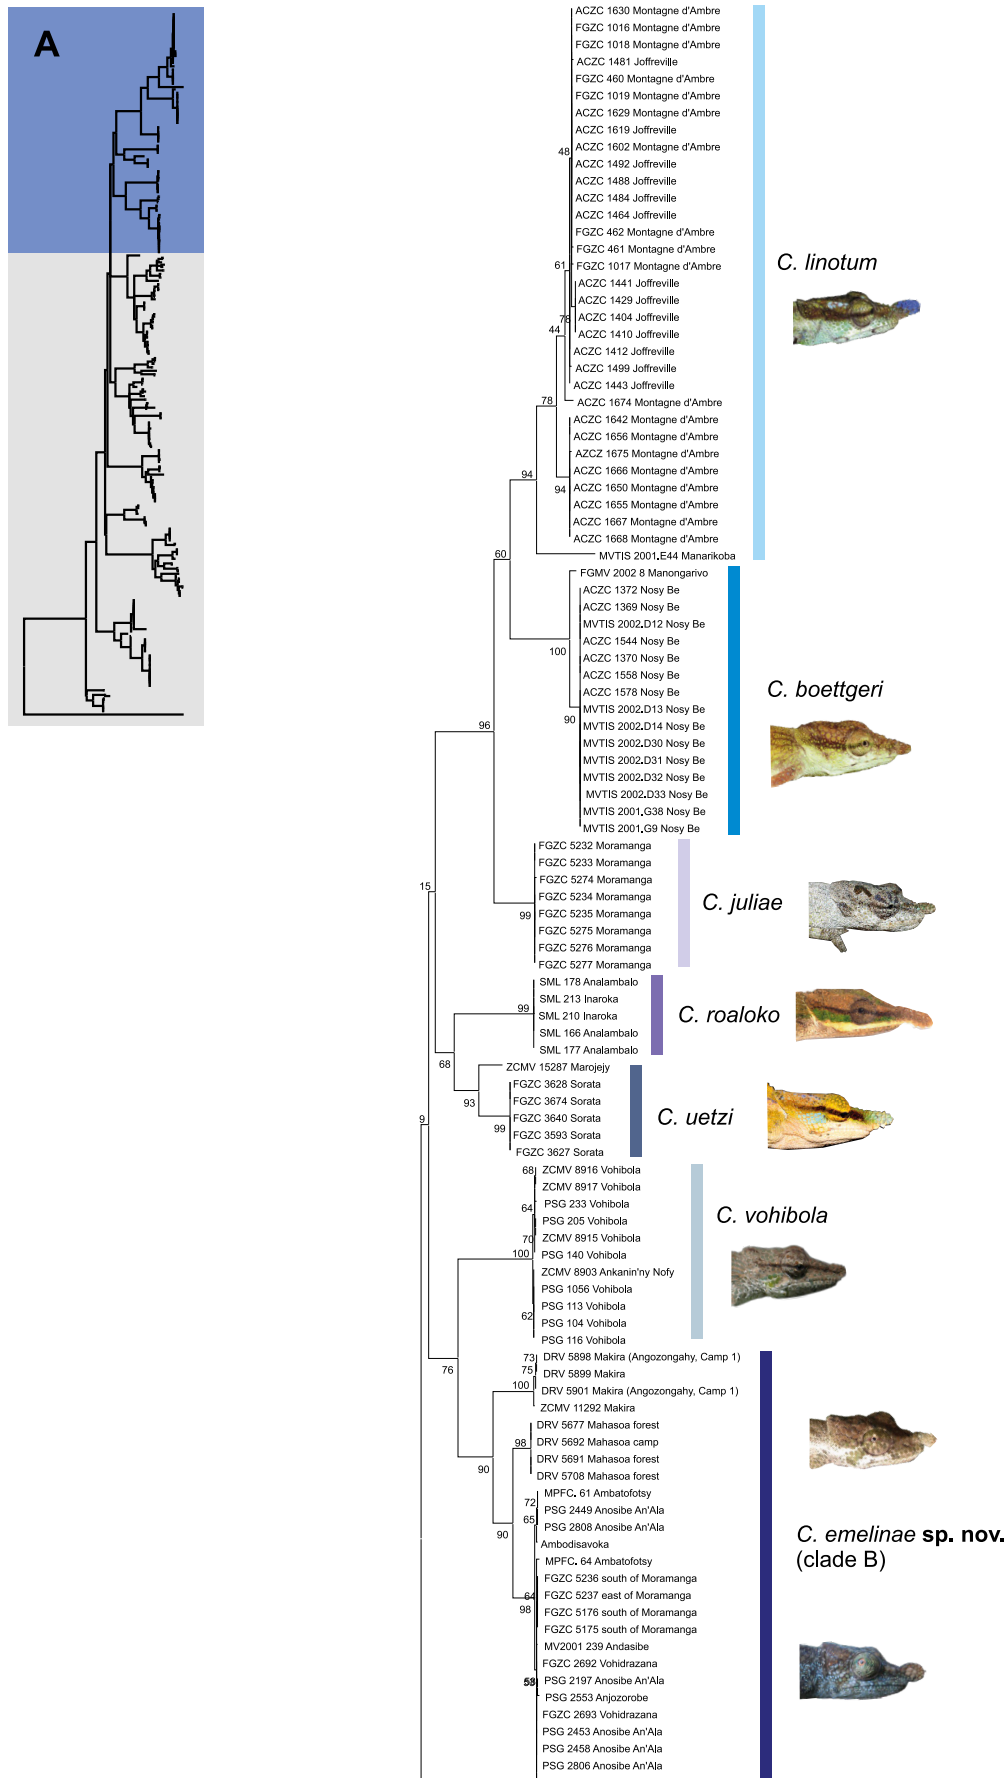 A
ACZC 1630 Montagne d'Ambre
FGZC 1016 Montagne d'Ambre
FGZC 1018 Montagne d'Ambre
ACZC 1481 Joffreville
FGZC 460 Montagne d'Ambre
FGZC 1019 Montagne d'Ambre
ACZC 1629 Montagne d'Ambre
ACZC 1619 Joffreville
ACZC 1602 Montagne d'Ambre
48
ACZC 1492 Joffreville
ACZC 1488 Joffreville
ACZC 1484 Joffreville
ACZC 1464 Joffreville
FGZC 462 Montagne d'Ambre
FGZC 461 Montagne d'Ambre
61
FGZC 1017 Montagne d'Ambre
C. linotum
ACZC 1441 Joffreville
ACZC 1429 Joffreville
ACZC 1404 Joffreville
78
44
ACZC 1410 Joffreville
ACZC 1412 Joffreville
ACZC 1499 Joffreville
ACZC 1443 Joffreville
78
ACZC 1674 Montagne d'Ambre
ACZC 1642 Montagne d'Ambre
ACZC 1656 Montagne d'Ambre
AZCZ 1675 Montagne d'Ambre
94
ACZC 1666 Montagne d'Ambre
94
ACZC 1650 Montagne d'Ambre
ACZC 1655 Montagne d'Ambre
ACZC 1667 Montagne d'Ambre
ACZC 1668 Montagne d'Ambre
60
MVTIS 2001.E44 Manarikoba
FGMV 2002 8 Manongarivo
ACZC 1372 Nosy Be
ACZC 1369 Nosy Be
MVTIS 2002.D12 Nosy Be
ACZC 1544 Nosy Be
100
ACZC 1370 Nosy Be
ACZC 1558 Nosy Be
ACZC 1578 Nosy Be
C. boettgeri
MVTIS 2002.D13 Nosy Be
90
MVTIS 2002.D14 Nosy Be
96
MVTIS 2002.D30 Nosy Be
MVTIS 2002.D31 Nosy Be
MVTIS 2002.D32 Nosy Be
MVTIS 2002.D33 Nosy Be
MVTIS 2001.G38 Nosy Be
MVTIS 2001.G9 Nosy Be
FGZC 5232 Moramanga
FGZC 5233 Moramanga
FGZC 5274 Moramanga
15
FGZC 5234 Moramanga
C. juliae
99
FGZC 5235 Moramanga
FGZC 5275 Moramanga
FGZC 5276 Moramanga
FGZC 5277 Moramanga
SML 178 Analambalo
SML 213 Inaroka
99
SML 210 Inaroka
C. roaloko
SML 166 Analambalo
SML 177 Analambalo
68
ZCMV 15287 Marojejy
FGZC 3628 Sorata
93
FGZC 3674 Sorata
9
FGZC 3640 Sorata
C. uetzi
99
FGZC 3593 Sorata
FGZC 3627 Sorata
68
ZCMV 8916 Vohibola
ZCMV 8917 Vohibola
64
PSG 233 Vohibola
PSG 205 Vohibola
C. vohibola
70
ZCMV 8915 Vohibola
100
PSG 140 Vohibola
ZCMV 8903 Ankanin'ny Nofy
PSG 1056 Vohibola
PSG 113 Vohibola
62
PSG 104 Vohibola
PSG 116 Vohibola
73
DRV 5898 Makira (Angozongahy, Camp 1)
76
75
DRV 5899 Makira
100
DRV 5901 Makira (Angozongahy, Camp 1)
ZCMV 11292 Makira
DRV 5677 Mahasoa forest
98
DRV 5692 Mahasoa camp
90
DRV 5691 Mahasoa forest
DRV 5708 Mahasoa forest
MPFC. 61 Ambatofotsy
72
PSG 2449 Anosibe An'Ala
65
PSG 2808 Anosibe An'Ala
90
Ambodisavoka
C. emelinae sp. nov.
(clade B)
MPFC. 64 Ambatofotsy
FGZC 5236 south of Moramanga
64
FGZC 5237 east of Moramanga
98
FGZC 5176 south of Moramanga
FGZC 5175 south of Moramanga
MV2001 239 Andasibe
FGZC 2692 Vohidrazana
PSG 2197 Anosibe An'Ala
PSG 2553 Anjozorobe
FGZC 2693 Vohidrazana
PSG 2453 Anosibe An'Ala
PSG 2458 Anosibe An'Ala
PSG 2806 Anosibe An'Ala